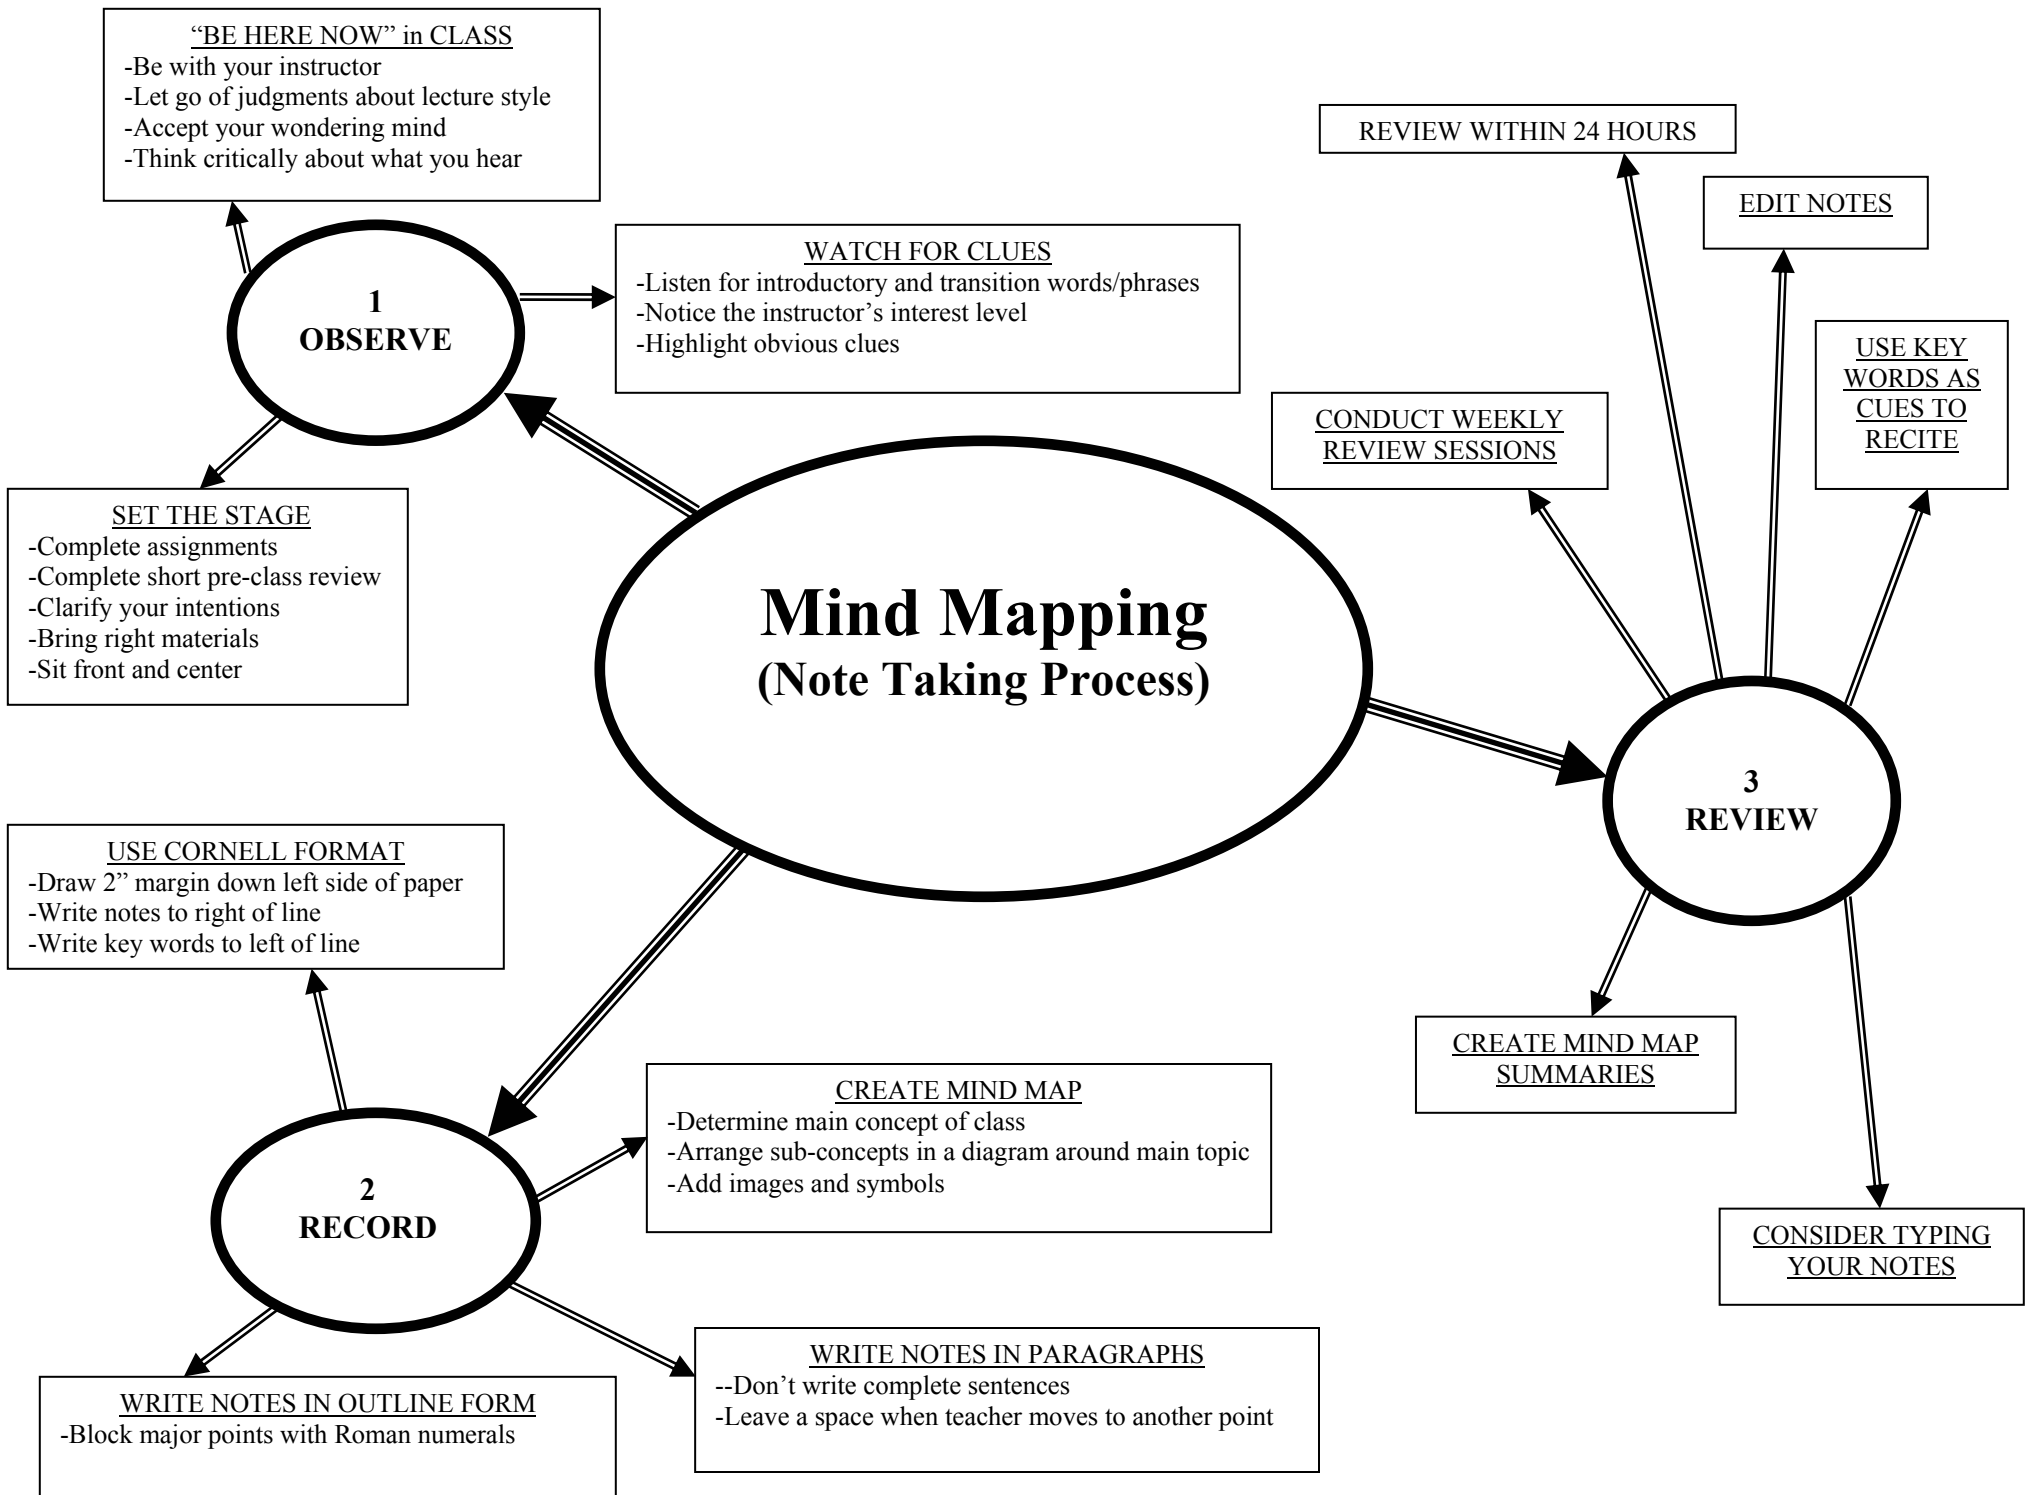 “BE HERE NOW” in CLASS
-Be with your instructor
-Let go of judgments about lecture style
-Accept your wondering mind
-Think critically about what you hear
1
OBSERVE
WATCH FOR CLUES
-Listen for introductory and transition words/phrases
-Notice the instructor’s interest level
-Highlight obvious clues
SET THE STAGE
-Complete assignments
-Complete short pre-class review
-Clarify your intentions
-Bring right materials
-Sit front and center
Mind Mapping
(Note Taking Process)
REVIEW WITHIN 24 HOURS
EDIT NOTES
USE KEY
WORDS AS
CUES TO
RECITE
CONDUCT WEEKLY
REVIEW SESSIONS
3
REVIEW
CREATE MIND MAP
SUMMARIES
CONSIDER TYPING
YOUR NOTES
USE CORNELL FORMAT
-Draw 2” margin down left side of paper
-Write notes to right of line
-Write key words to left of line
2
RECORD
CREATE MIND MAP
-Determine main concept of class
-Arrange sub-concepts in a diagram around main topic
-Add images and symbols
WRITE NOTES IN PARAGRAPHS
--Don’t write complete sentences
-Leave a space when teacher moves to another point
WRITE NOTES IN OUTLINE FORM
-Block major points with Roman numerals